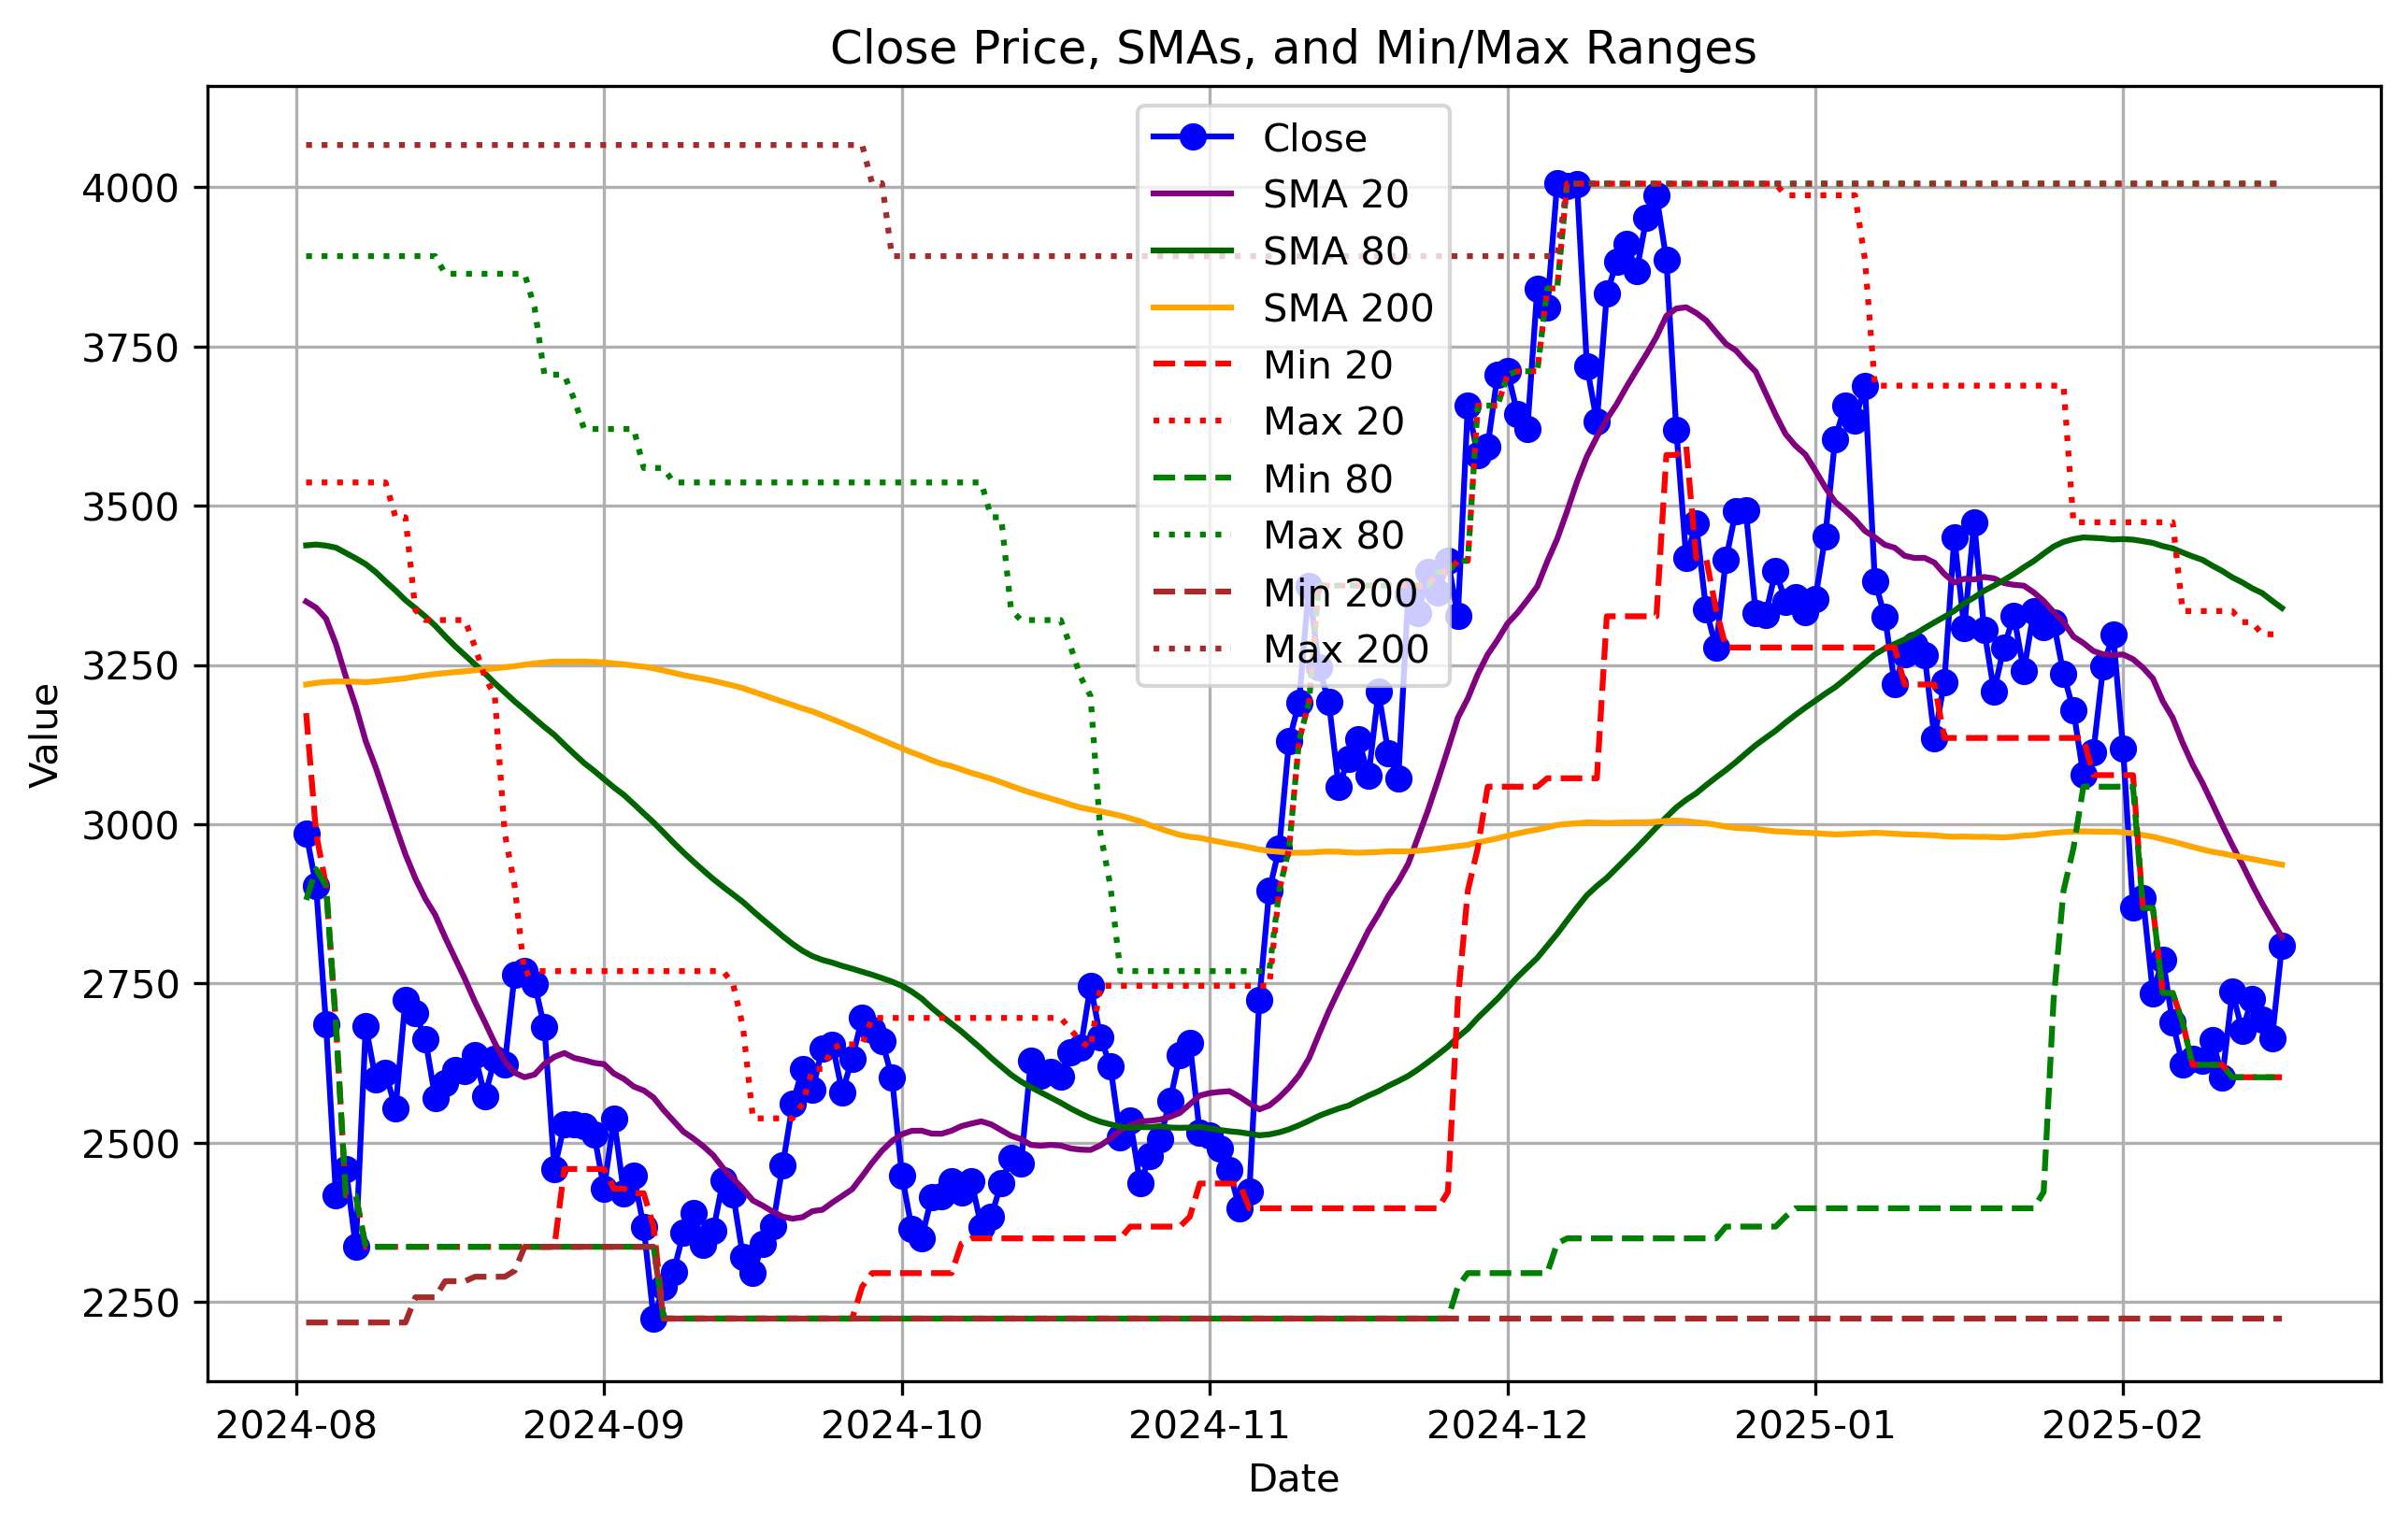 Close Price, SMAs, and Min/Max Ranges
Close
SMA 20
SMA 80
SMA 200
Min 20
Max 20
Min 80
Max 80
Min 200
Max 200
Value
4000
3750
3500
3250
3000
2750
2500
2250
2024-08
2024-09
2024-10
2024-11
2024-12
2025-01
2025-02
Date